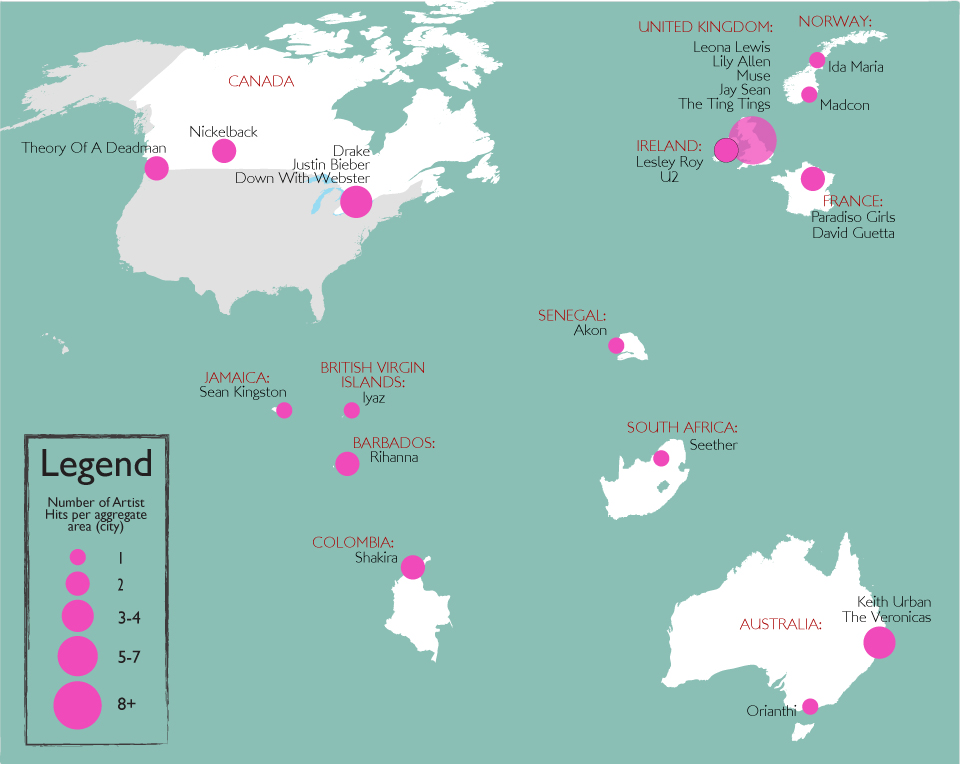 UNITED KINGDOM:
Leona Lewis
Lily Allen
Muse
Jay Sean
The Ting Tings
NORWAY:
Ida Maria
Madcon
CANADA
Nickelback
Theory Of A Deadman
Drake
Justin Bieber
Down With Webster
IRELAND:
Lesley Roy
U2
FRANCE:
Paradiso Girls
David Guetta
SENEGAL:
Akon
JAMAICA:
Sean Kingston
BRITISH VIRGIN
ISLANDS:
Iyaz
BARBADOS:
Rihanna
SOUTH AFRICA:
Seether
COLOMBIA:
Shakira
AUSTRALIA:
Keith Urban
The Veronicas
Orianthi
Legend
Number of Artist
Hits per aggregate
area (city)
1
2
3-4
5-7
8+